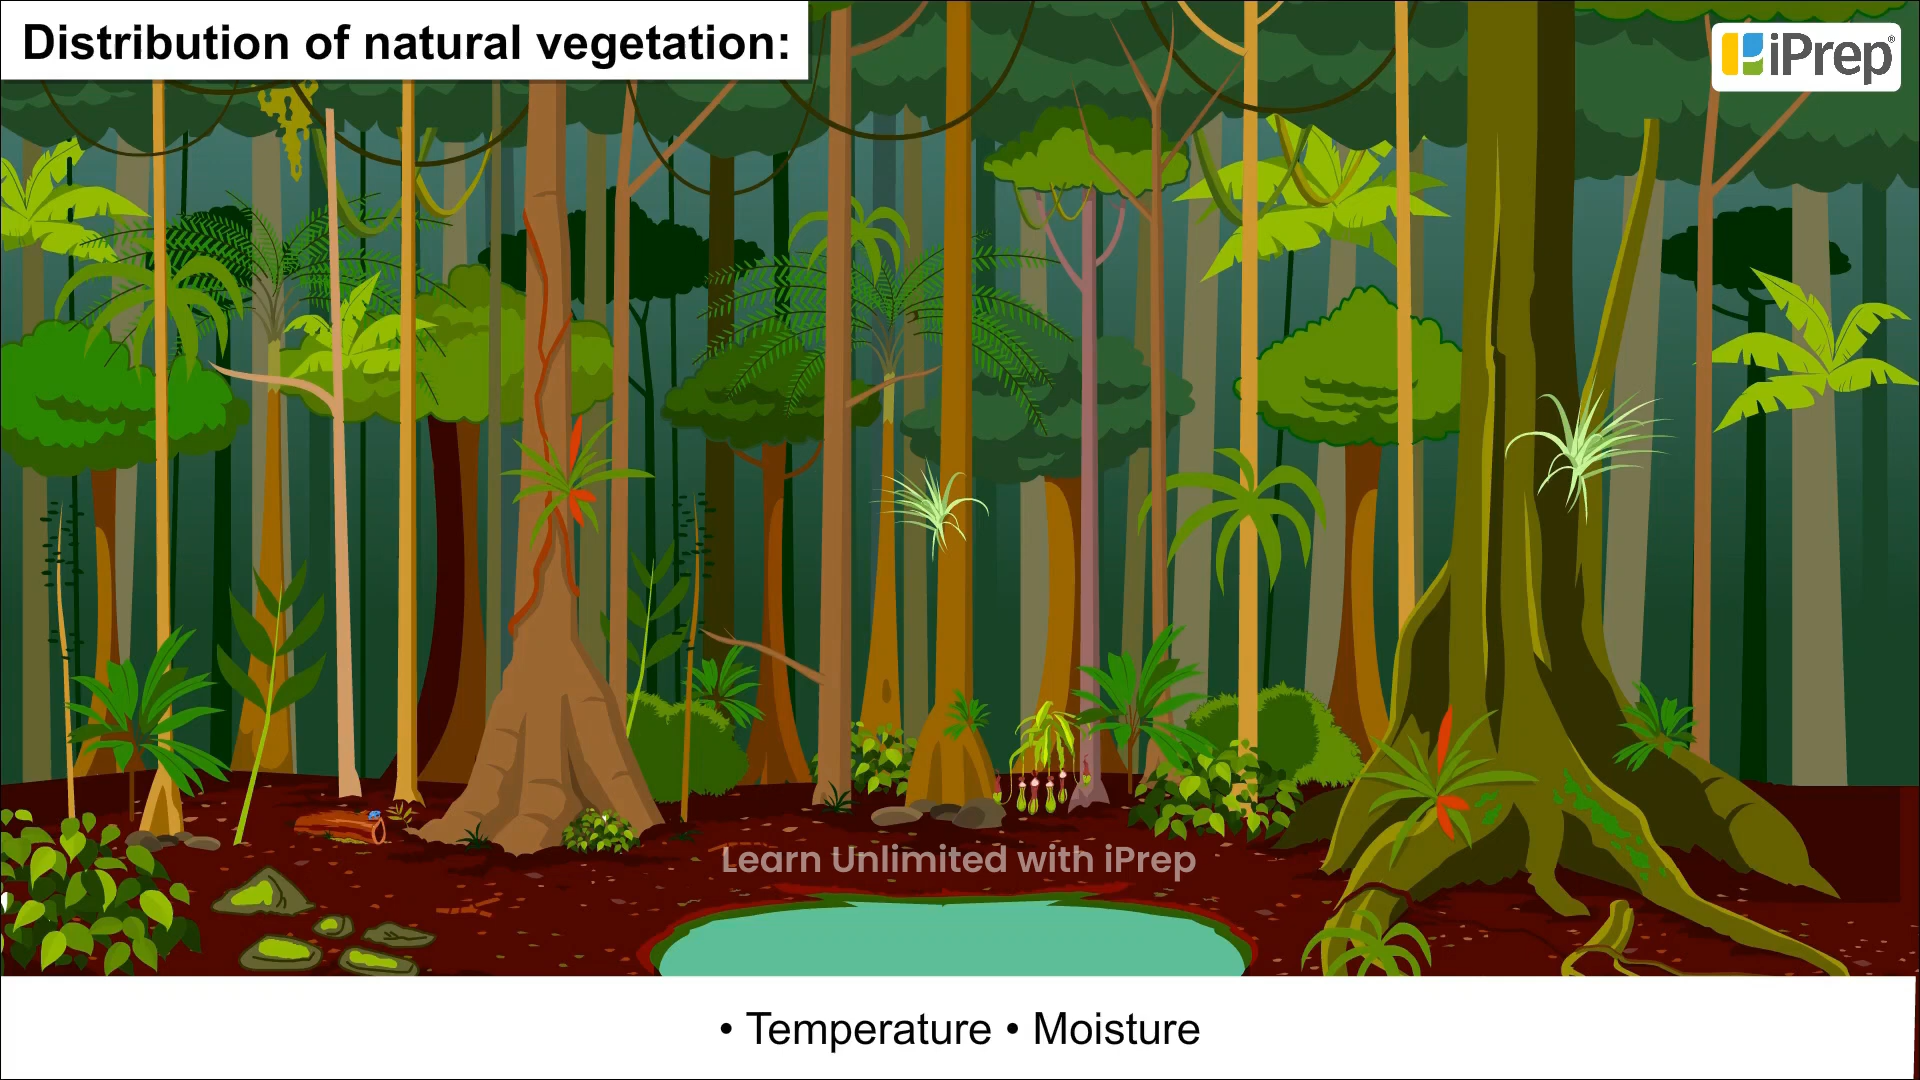 Distribution of natural vegetation:
iPrep®
Learn Unlimited with iPrep
• Temperature • Moisture